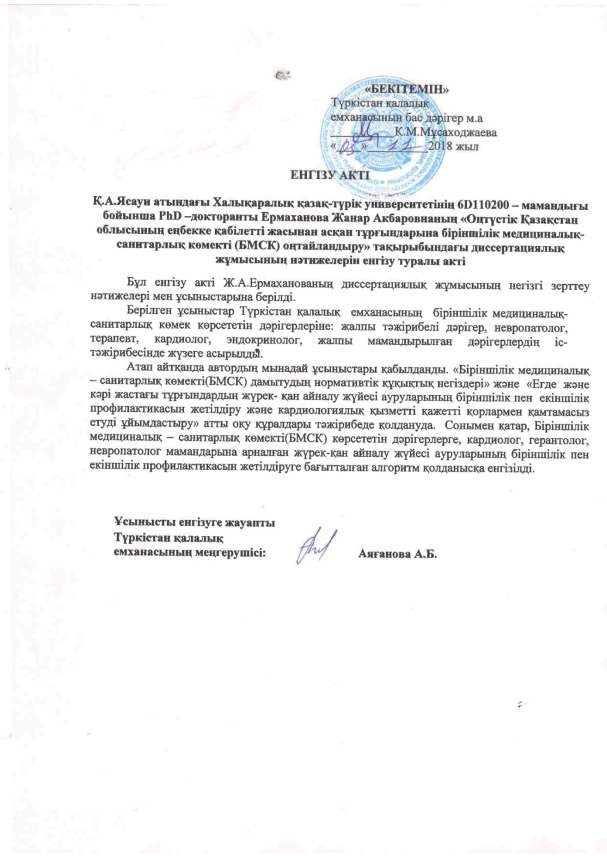 «БЕКІТЕМІН»
Түркістан қалалық
емханасының бас дәрігер м.а
К.М.Мұсаходжаева
«03» 11 2018 жыл
ЕНГІЗУ АКТІ
Қ.А.Ясауи атындағы Халықаралық қазақ-түрік университетінің 6D110200 – мамандығы
бойынша PhD –докторанты Ермаханова Жанар Акбаровнаның «Оңтүстік Қазақстан
облысының еңбекке қабілетті жасынан асқан тұрғындарына біріншілік медициналық-
санитарлық көмекті (БМСК) оңтайландыру» тақырыбындағы диссертациялық
жұмысының нәтижелерін енгізу туралы акті
Бұл енгізу акті Ж.А.Ермаханованың диссертациялық жұмысының негізгі зерттеу
нәтижелері мен ұсыныстарына берілді.
Берілген ұсыныстар Түркістан қалалық емханасының біріншілік медициналық-
санитарлық көмек көрсететін дәрігерлеріне: жалпы тәжірибелі дәрігер, невропатолог,
терапевт, кардиолог, эндокринолог, жалпы мамандырылған дәрігерлердің іс-
тәжірибесінде жүзеге асырылды.
Атап айтқанда автордың мынадай ұсыныстары қабылданды. «Біріншілік медициналық
– санитарлық көмекті(БМСК) дамытудың нормативтік құқықтық негіздері» және «Егде және
кәрі жастағы тұрғындардың жүрек- қан айналу жүйесі ауруларының біріншілік пен екіншілік
профилактикасын жетілдіру және кардиологиялық қызметті қажетті қорлармен қамтамасыз
етуді ұйымдастыру» атты оқу құралдары тәжірибеде қолдануда. Сонымен қатар, Біріншілік
медициналық – санитарлық көмекті(БМСК) көрсететін дәрігерлерге, кардиолог, герантолог,
невропатолог мамандарына арналған жүрек-қан айналу жүйесі ауруларының біріншілік пен
екіншілік профилактикасын жетілдіруге бағытталған алгоритм қолданысқа енгізілді.
Ұсынысты енгізуге жауапты
Түркістан қалалық
емханасының меңгерушісі: Аяғанова А.Б.